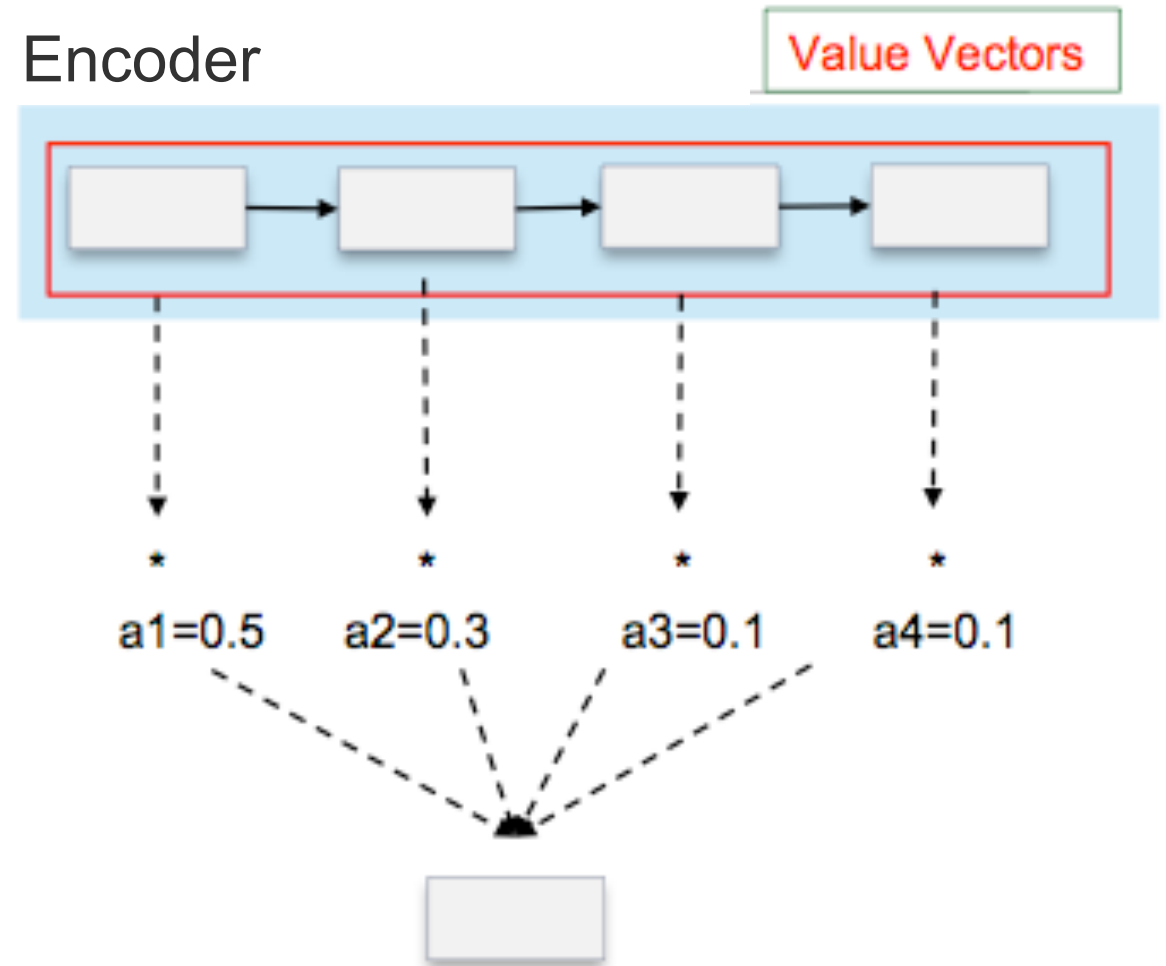 Encoder
Value Vectors
* * * *
a1=0.5 a2=0.3 a3=0.1 a4=0.1